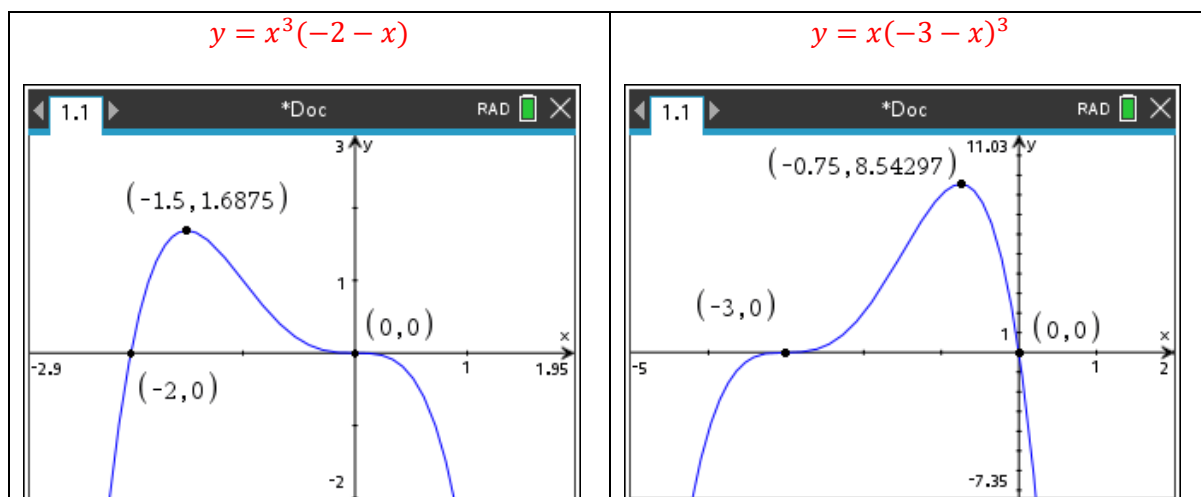 y = x³(−2 − x)
1.1 *Doc RAD
3 y
(-1.5,1.6875)
1
(0,0)
x
-2.9 1 1.95
(-2,0)
-2
y = x(−3 − x)³
1.1 *Doc RAD
11.03 y
(-0.75,8.54297)
(-3,0)
1 (0,0)
x
-5 1 2
-7.35